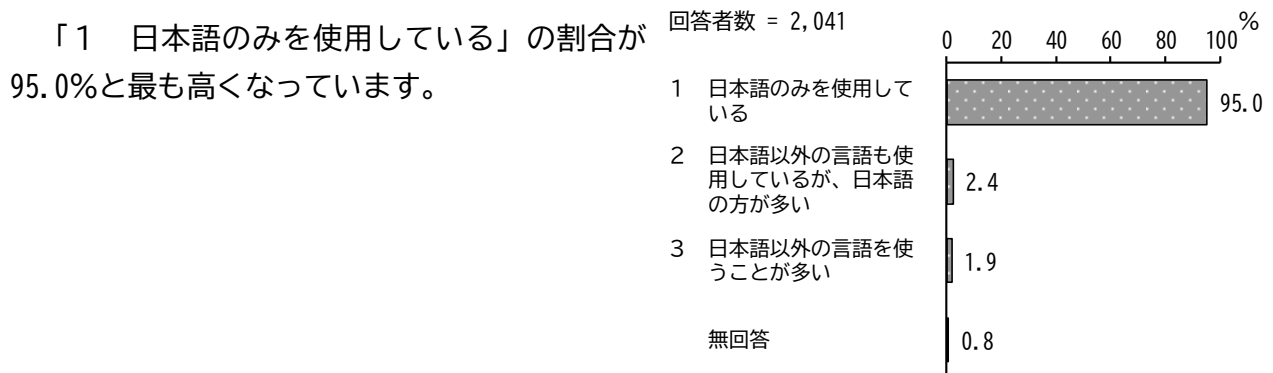 「１　日本語のみを使用している」の割合が
95.0％と最も高くなっています。
回答者数 = 2,041
%
0 20 40 60 80 100
1 日本語のみを使用して
いる
95.0
2 日本語以外の言語も使
用しているが、日本語
の方が多い
2.4
3 日本語以外の言語を使
うことが多い
1.9
無回答
0.8